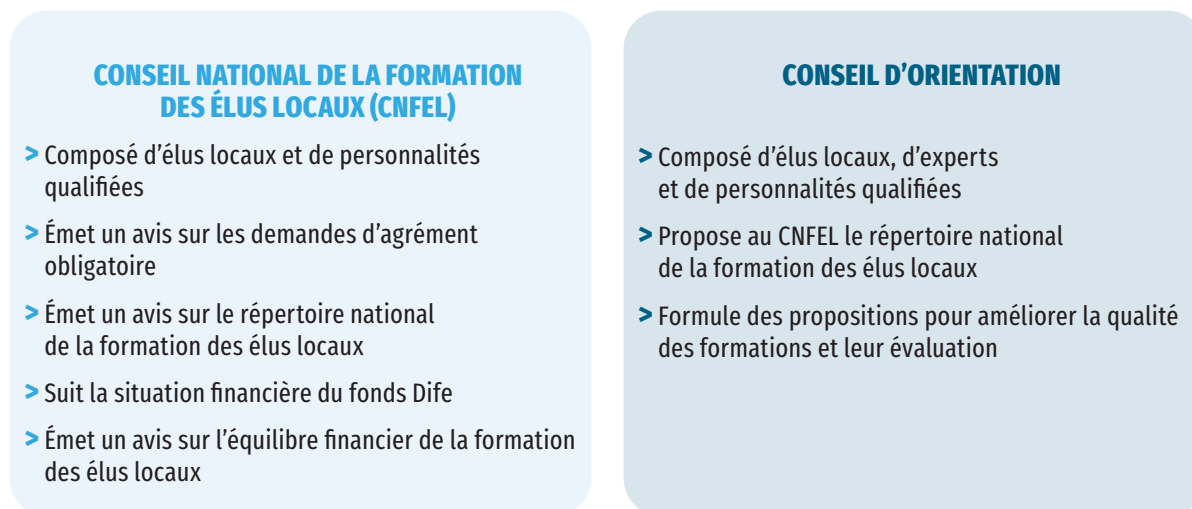 CONSEIL NATIONAL DE LA FORMATION
DES ÉLUS LOCAUX (CNFEL)
> Composé d'élus locaux et de personnalités
qualifiées
> Émet un avis sur les demandes d'agrément
obligatoire
> Émet un avis sur le répertoire national
de la formation des élus locaux
> Suit la situation financière du fonds Dife
> Émet un avis sur l'équilibre financier de la formation
des élus locaux
CONSEIL D'ORIENTATION
> Composé d'élus locaux, d'experts
et de personnalités qualifiées
> Propose au CNFEL le répertoire national
de la formation des élus locaux
> Formule des propositions pour améliorer la qualité
des formations et leur évaluation